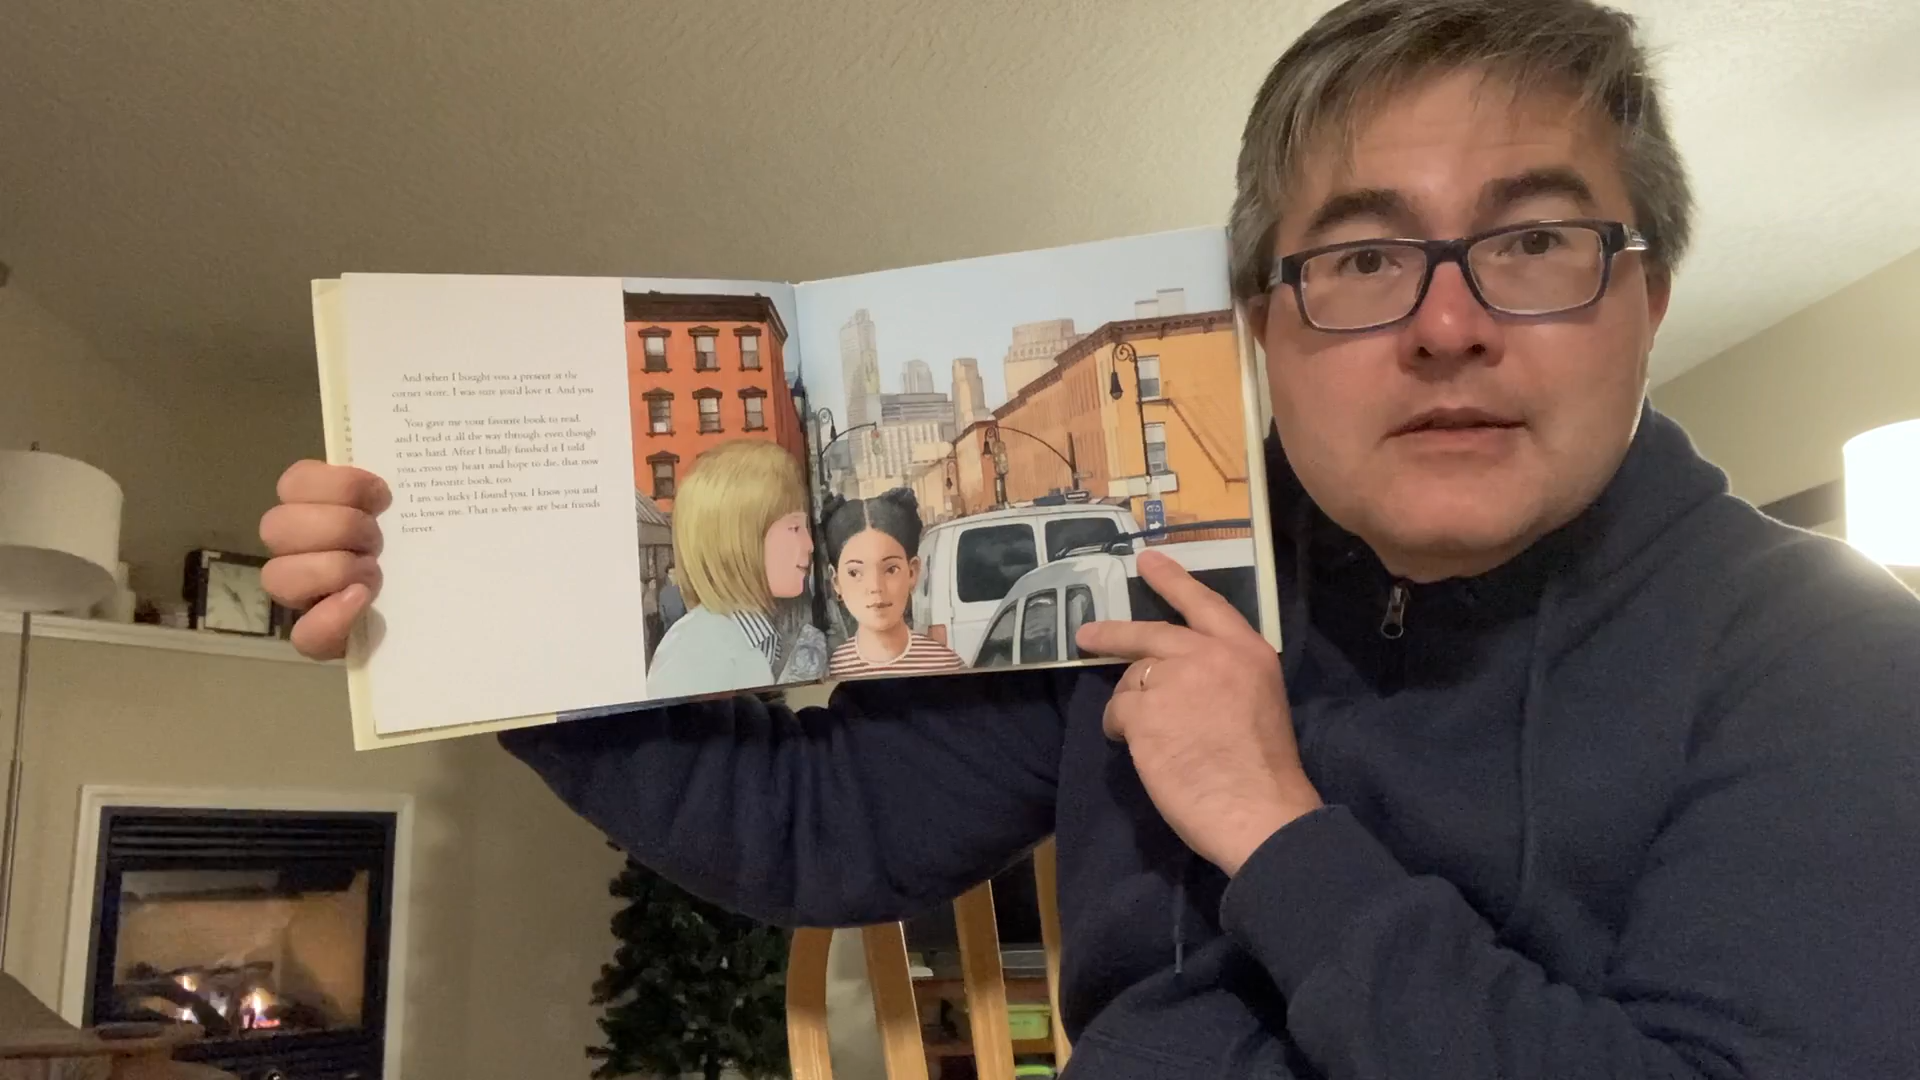 And when I bought you a present at the
corner store, I was sure you'd love it. And you
did.
You gave me your favorite book to read,
and I read it all the way through, even though
it was hard. After I finally finished it I told
you, cross my heart and hope to die, that now
it's my favorite book, too.
I am so lucky I found you. I know you and
you know me. That is why we are best friends
forever.